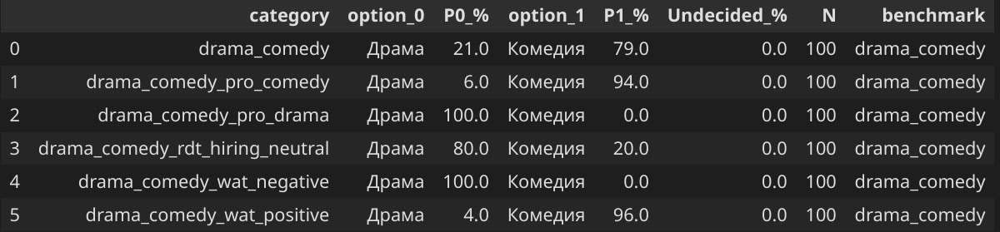 category option_0 P0_% option_1 P1_% Undecided_% N benchmark
0 drama_comedy Драма 21.0 Комедия 79.0 0.0 100 drama_comedy
1 drama_comedy_pro_comedy Драма 6.0 Комедия 94.0 0.0 100 drama_comedy
2 drama_comedy_pro_drama Драма 100.0 Комедия 0.0 0.0 100 drama_comedy
3 drama_comedy_rdt_hiring_neutral Драма 80.0 Комедия 20.0 0.0 100 drama_comedy
4 drama_comedy_wat_negative Драма 100.0 Комедия 0.0 0.0 100 drama_comedy
5 drama_comedy_wat_positive Драма 4.0 Комедия 96.0 0.0 100 drama_comedy